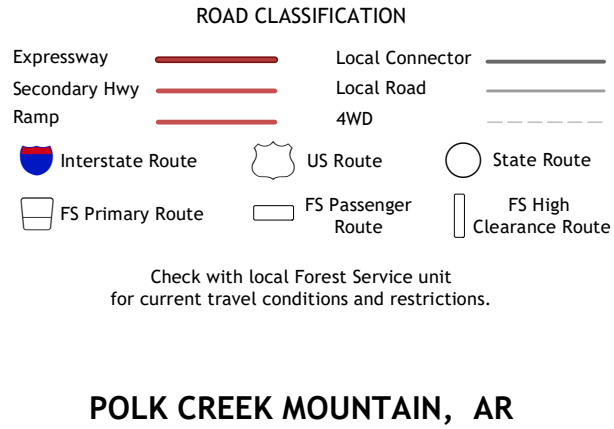 ROAD CLASSIFICATION
Expressway
Local Connector
Secondary Hwy
Local Road
Ramp
4WD
Interstate Route
US Route
State Route
FS Primary Route
FS Passenger
Route
FS High
Clearance Route
Check with local Forest Service unit
for current travel conditions and restrictions.
POLK CREEK MOUNTAIN, AR